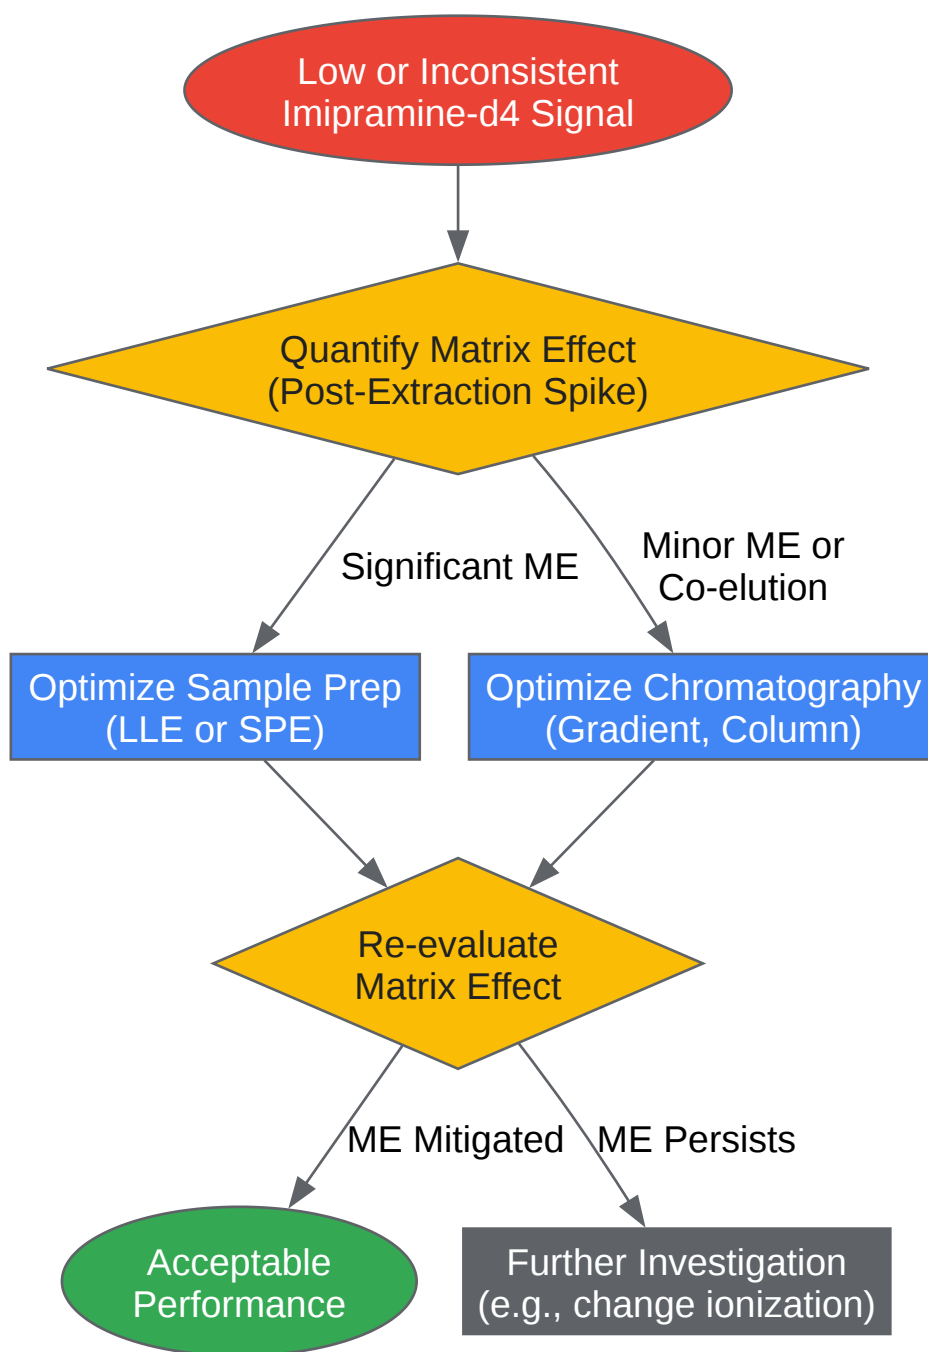 Low or Inconsistent
Imipramine-d4 Signal
Quantify Matrix Effect
(Post-Extraction Spike)
Significant ME
Minor ME or
Co-elution
Optimize Sample Prep
(LLE or SPE)
Optimize Chromatography
(Gradient, Column)
Re-evaluate
Matrix Effect
ME Mitigated
ME Persists
Acceptable
Performance
Further Investigation
(e.g., change ionization)